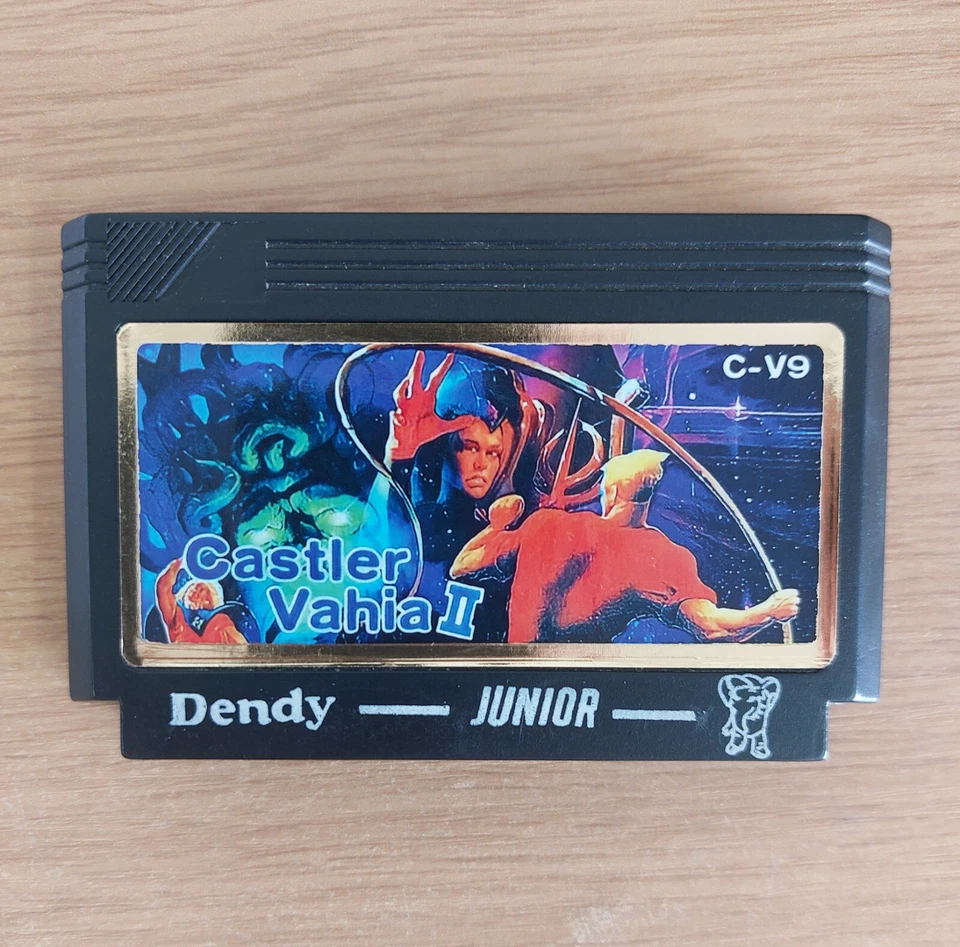 C-V9
Castler
Vahia II
Dendy — JUNIOR —